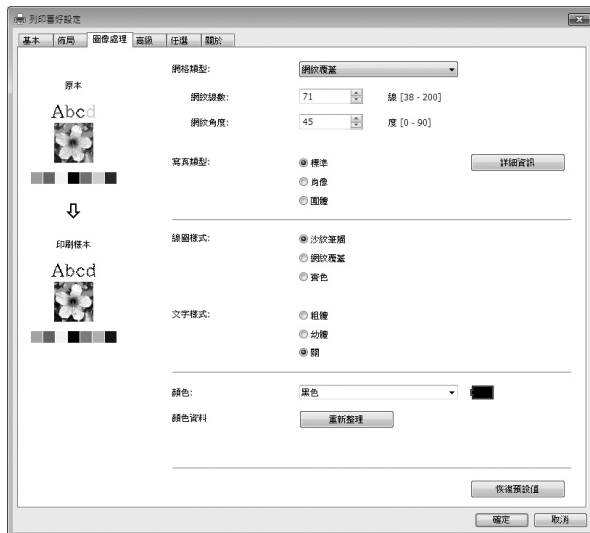 列印喜好設定
基本 佈局 圖像處理 高級 任選 關於
原本
Abcd
印刷樣本
Abcd
網格類型: 網紋覆蓋
網紋線數: 71 線 [38 - 200]
網紋角度: 45 度 [0 - 90]
寫真類型: 標準 詳細資訊
肖像
團體
線圖樣式: 沙紋筆觸
網紋覆蓋
實色
文字樣式: 粗體
幼體
關
顏色: 黑色
顏色資料 重新整理
恢復預設值
確定 取消